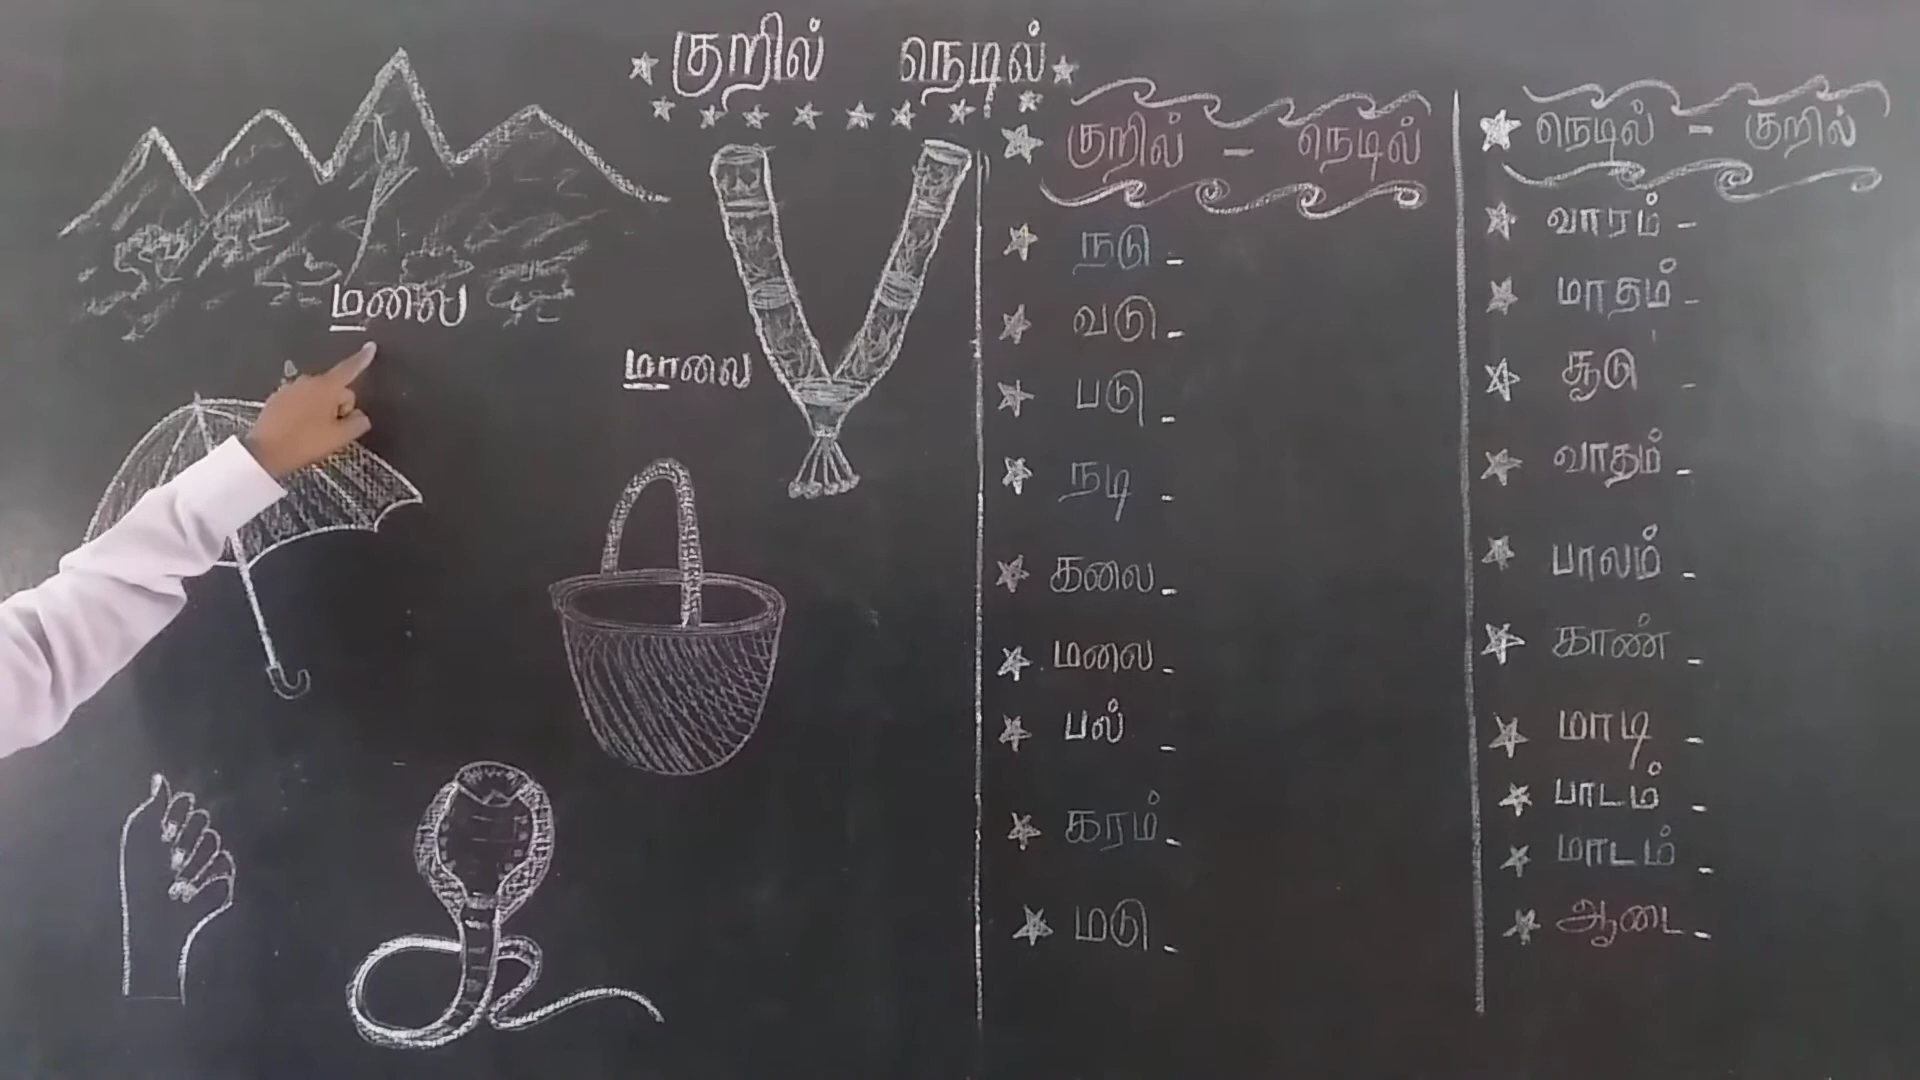 குறில் நெடில்
மலை
மாலை
குறில் - நெடில்
நடு -
வடு -
படு -
நடி -
கலை -
மலை -
பல் -
கரம் -
மடு -
நெடில் - குறில்
வாரம் -
மாதம் -
சூடு -
வாதம் -
பாலம் -
காண் -
மாடி -
பாடம் -
மாடம் -
ஆடை -